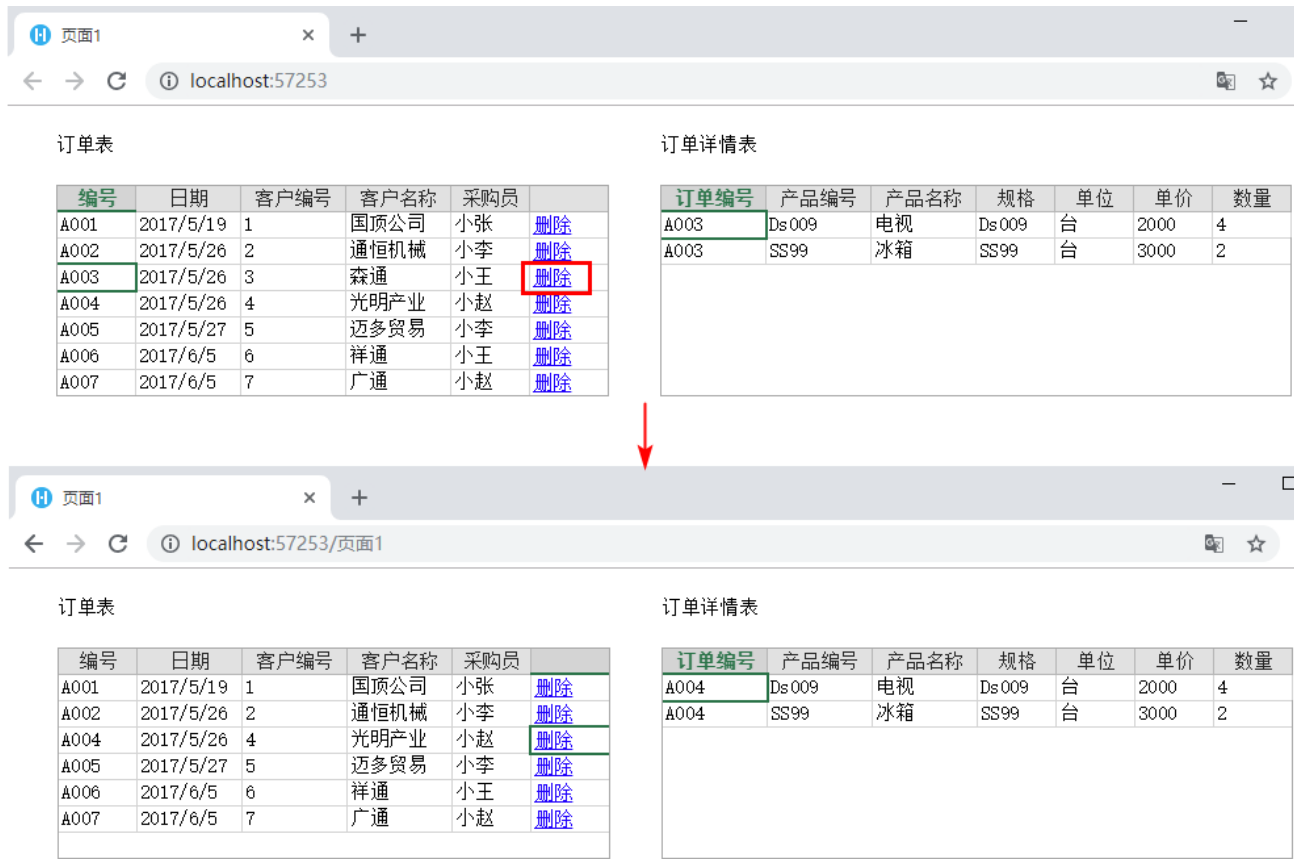 页面1
localhost:57253
订单表 订单详情表
编号 日期 客户编号 客户名称 采购员 订单编号 产品编号 产品名称 规格 单位 单价 数量
A001 2017/5/19 1 国顶公司 小张 删除 A003 Ds009 电视 Ds009 台 2000 4
A002 2017/5/26 2 通恒机械 小李 删除 A003 SS99 冰箱 SS99 台 3000 2
A003 2017/5/26 3 森通 小王 删除
A004 2017/5/26 4 光明产业 小赵 删除
A005 2017/5/27 5 迈多贸易 小李 删除
A006 2017/6/5 6 祥通 小王 删除
A007 2017/6/5 7 广通 小赵 删除
页面1
localhost:57253/页面1
订单表 订单详情表
编号 日期 客户编号 客户名称 采购员 订单编号 产品编号 产品名称 规格 单位 单价 数量
A001 2017/5/19 1 国顶公司 小张 删除 A004 Ds009 电视 Ds009 台 2000 4
A002 2017/5/26 2 通恒机械 小李 删除 A004 SS99 冰箱 SS99 台 3000 2
A004 2017/5/26 4 光明产业 小赵 删除
A005 2017/5/27 5 迈多贸易 小李 删除
A006 2017/6/5 6 祥通 小王 删除
A007 2017/6/5 7 广通 小赵 删除